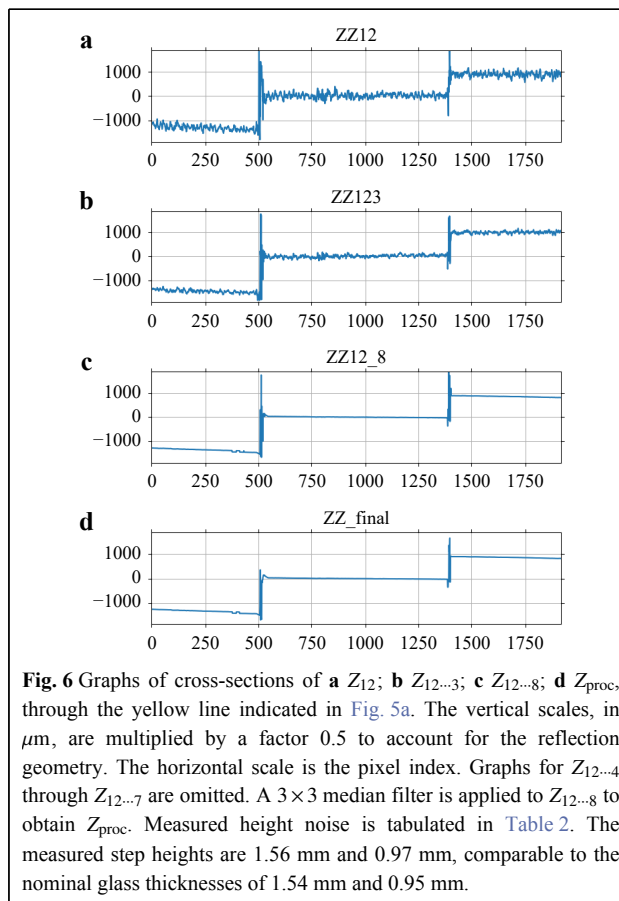 a
ZZ12
1000
0
−1000
0 250 500 750 1000 1250 1500 1750
b
ZZ123
1000
0
−1000
0 250 500 750 1000 1250 1500 1750
c
ZZ12_8
1000
0
−1000
0 250 500 750 1000 1250 1500 1750
d
ZZ_final
1000
0
−1000
0 250 500 750 1000 1250 1500 1750
Fig. 6 Graphs of cross-sections of a Z12; b Z12···3; c Z12···8; d Zproc,
through the yellow line indicated in Fig. 5a. The vertical scales, in
μm, are multiplied by a factor 0.5 to account for the reflection
geometry. The horizontal scale is the pixel index. Graphs for Z12···4
through Z12···7 are omitted. A 3 × 3 median filter is applied to Z12···8 to
obtain Zproc. Measured height noise is tabulated in Table 2. The
measured step heights are 1.56 mm and 0.97 mm, comparable to the
nominal glass thicknesses of 1.54 mm and 0.95 mm.